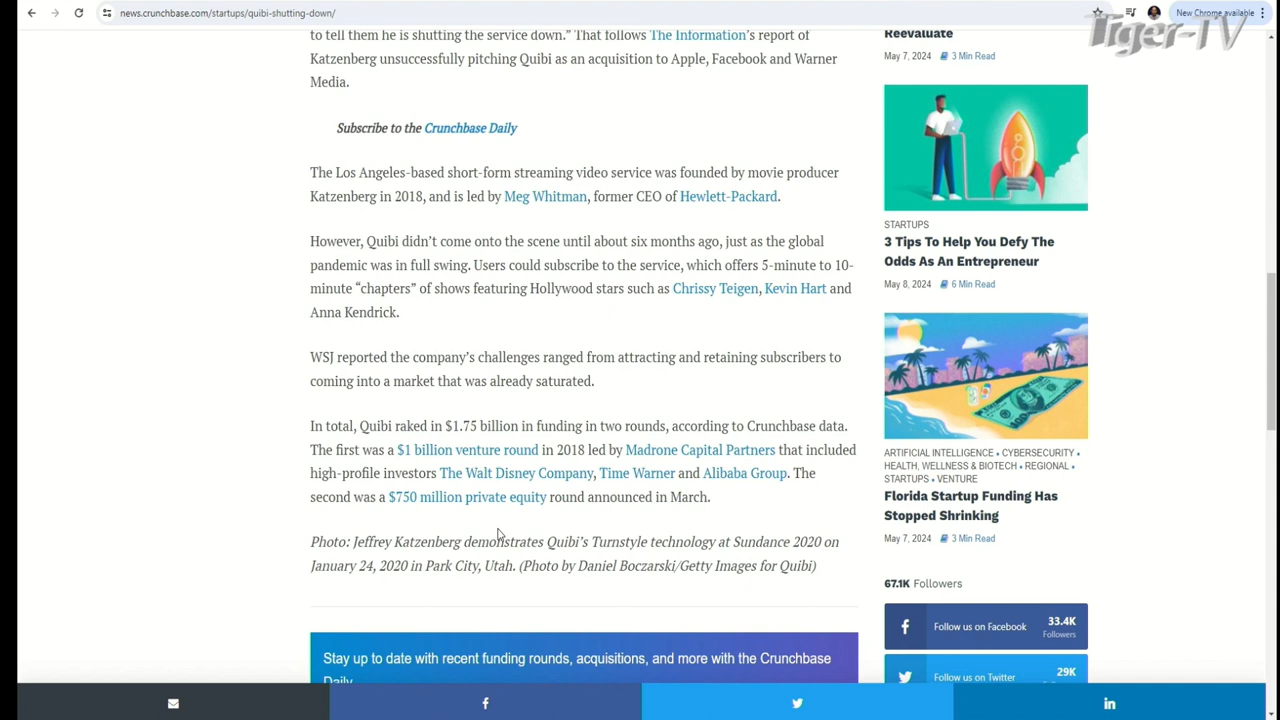 news.crunchbase.com/startups/quibi-shutting-down/
New Chrome available
Tiger-TV
to tell them he is shutting the service down.” That follows The Information’s report of
Katzenberg unsuccessfully pitching Quibi as an acquisition to Apple, Facebook and Warner
Media.
Subscribe to the Crunchbase Daily
The Los Angeles-based short-form streaming video service was founded by movie producer
Katzenberg in 2018, and is led by Meg Whitman, former CEO of Hewlett-Packard.
However, Quibi didn’t come onto the scene until about six months ago, just as the global
pandemic was in full swing. Users could subscribe to the service, which offers 5-minute to 10-
minute “chapters” of shows featuring Hollywood stars such as Chrissy Teigen, Kevin Hart and
Anna Kendrick.
WSJ reported the company’s challenges ranged from attracting and retaining subscribers to
coming into a market that was already saturated.
In total, Quibi raked in $1.75 billion in funding in two rounds, according to Crunchbase data.
The first was a $1 billion venture round in 2018 led by Madrone Capital Partners that included
high-profile investors The Walt Disney Company, Time Warner and Alibaba Group. The
second was a $750 million private equity round announced in March.
Photo: Jeffrey Katzenberg demonstrates Quibi’s Turnstyle technology at Sundance 2020 on
January 24, 2020 in Park City, Utah. (Photo by Daniel Boczarski/Getty Images for Quibi)
Stay up to date with recent funding rounds, acquisitions, and more with the Crunchbase
Daily.
Reevaluate
May 7, 2024 3 Min Read
STARTUPS
3 Tips To Help You Defy The
Odds As An Entrepreneur
May 8, 2024 6 Min Read
ARTIFICIAL INTELLIGENCE • CYBERSECURITY •
HEALTH, WELLNESS & BIOTECH • REGIONAL •
STARTUPS • VENTURE
Florida Startup Funding Has
Stopped Shrinking
May 7, 2024 3 Min Read
67.1K Followers
Follow us on Facebook 33.4K
Followers
Follow us on Twitter 29K